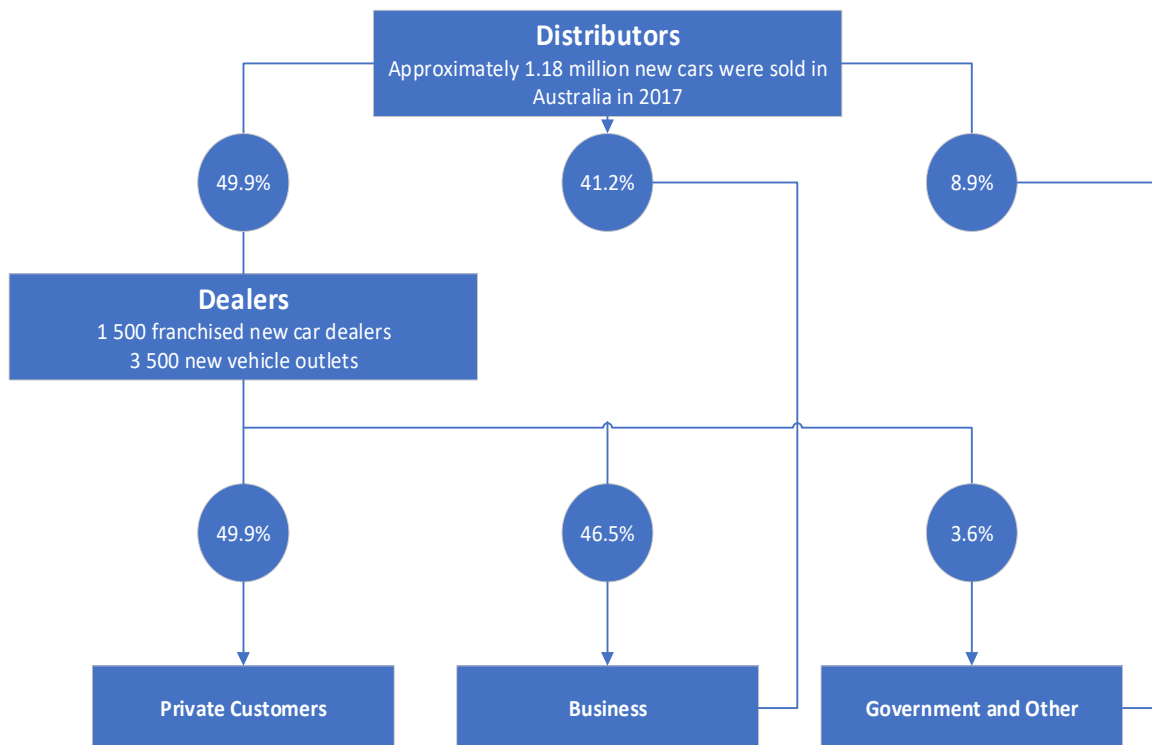 Distributors
Approximately 1.18 million new cars were sold in
Australia in 2017
49.9%
41.2%
8.9%
Dealers
1 500 franchised new car dealers
3 500 new vehicle outlets
49.9%
46.5%
3.6%
Private Customers
Business
Government and Other